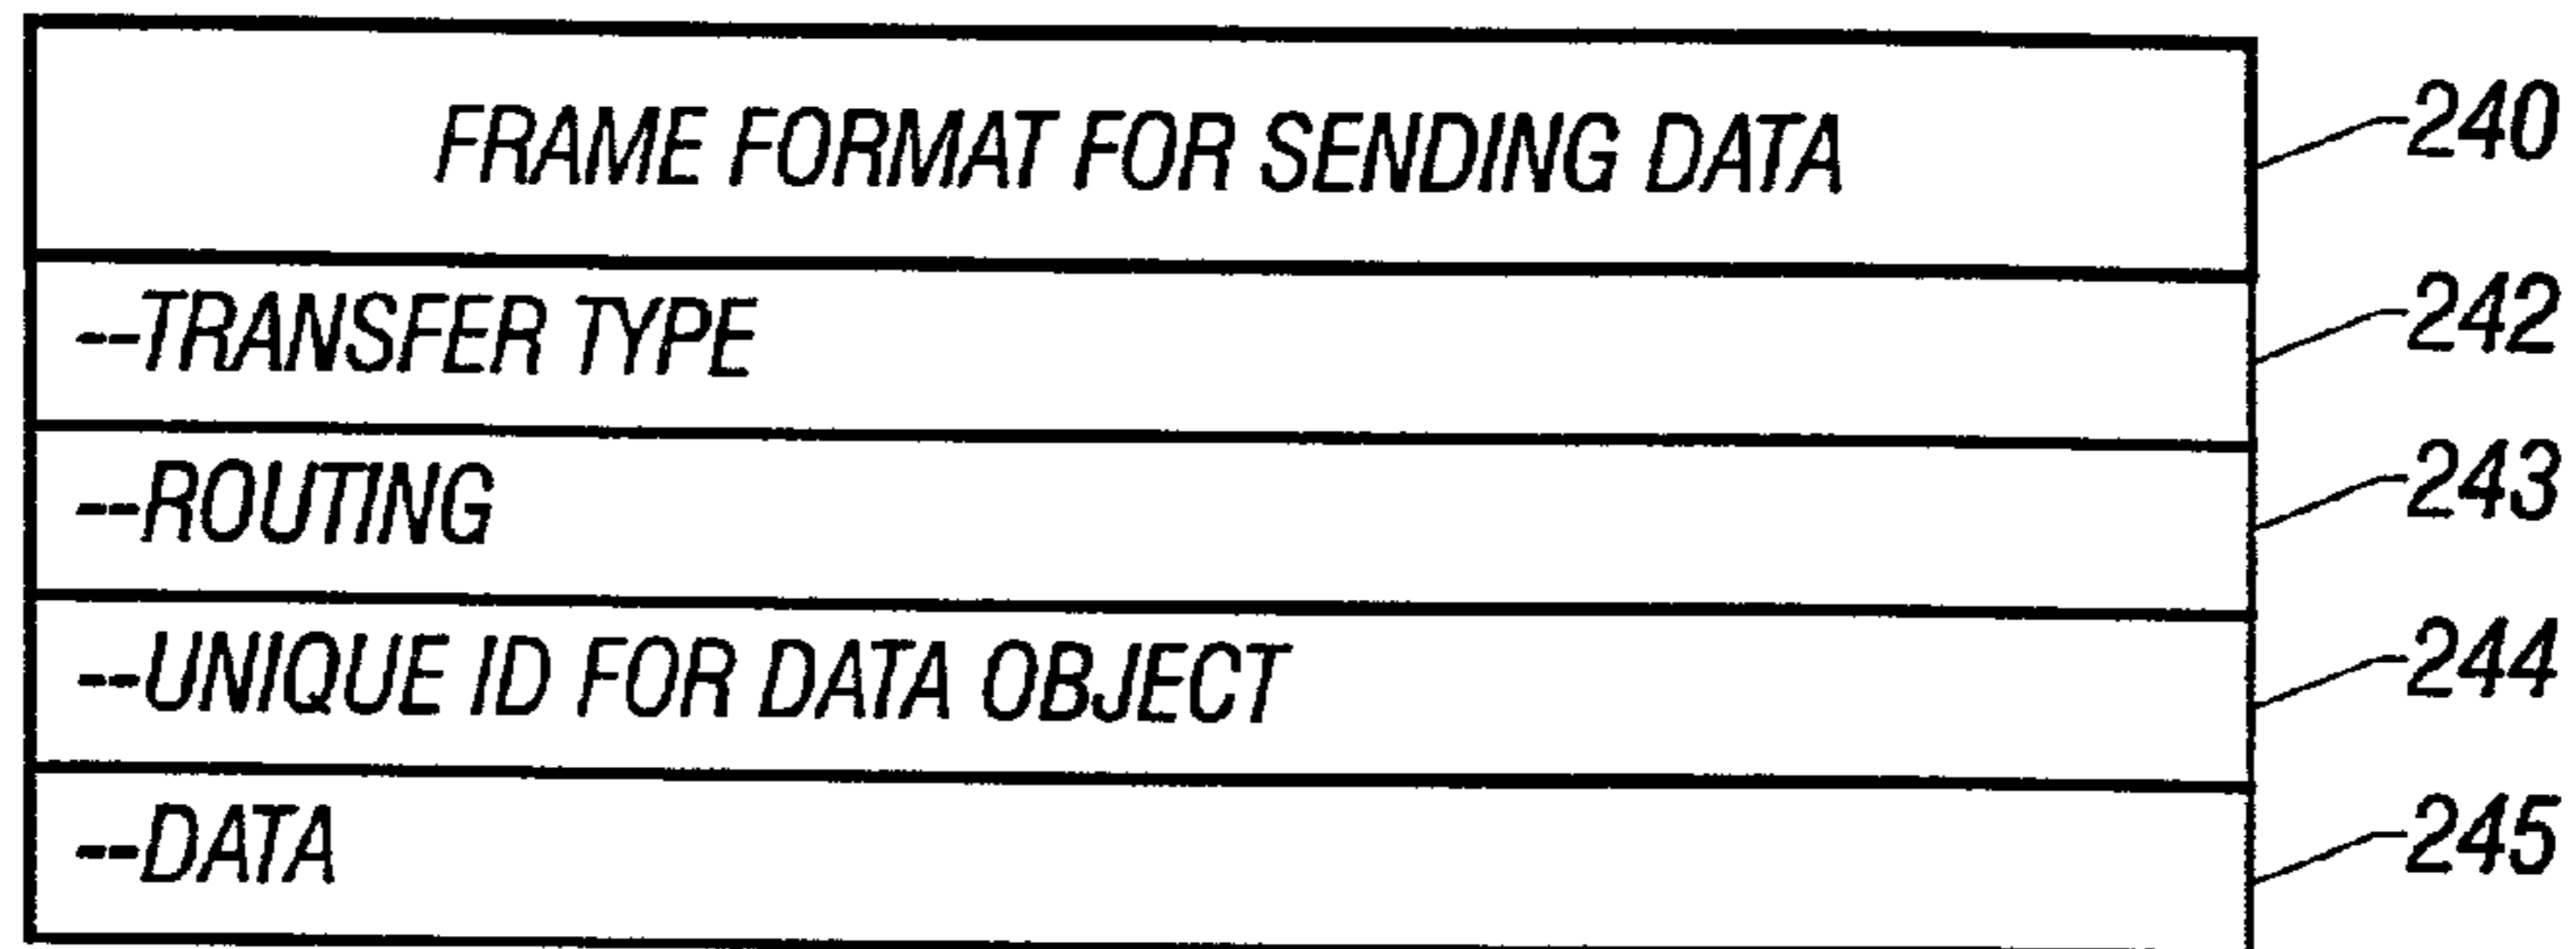 FRAME FORMAT FOR SENDING DATA 240
--TRANSFER TYPE 242
--ROUTING 243
--UNIQUE ID FOR DATA OBJECT 244
--DATA 245